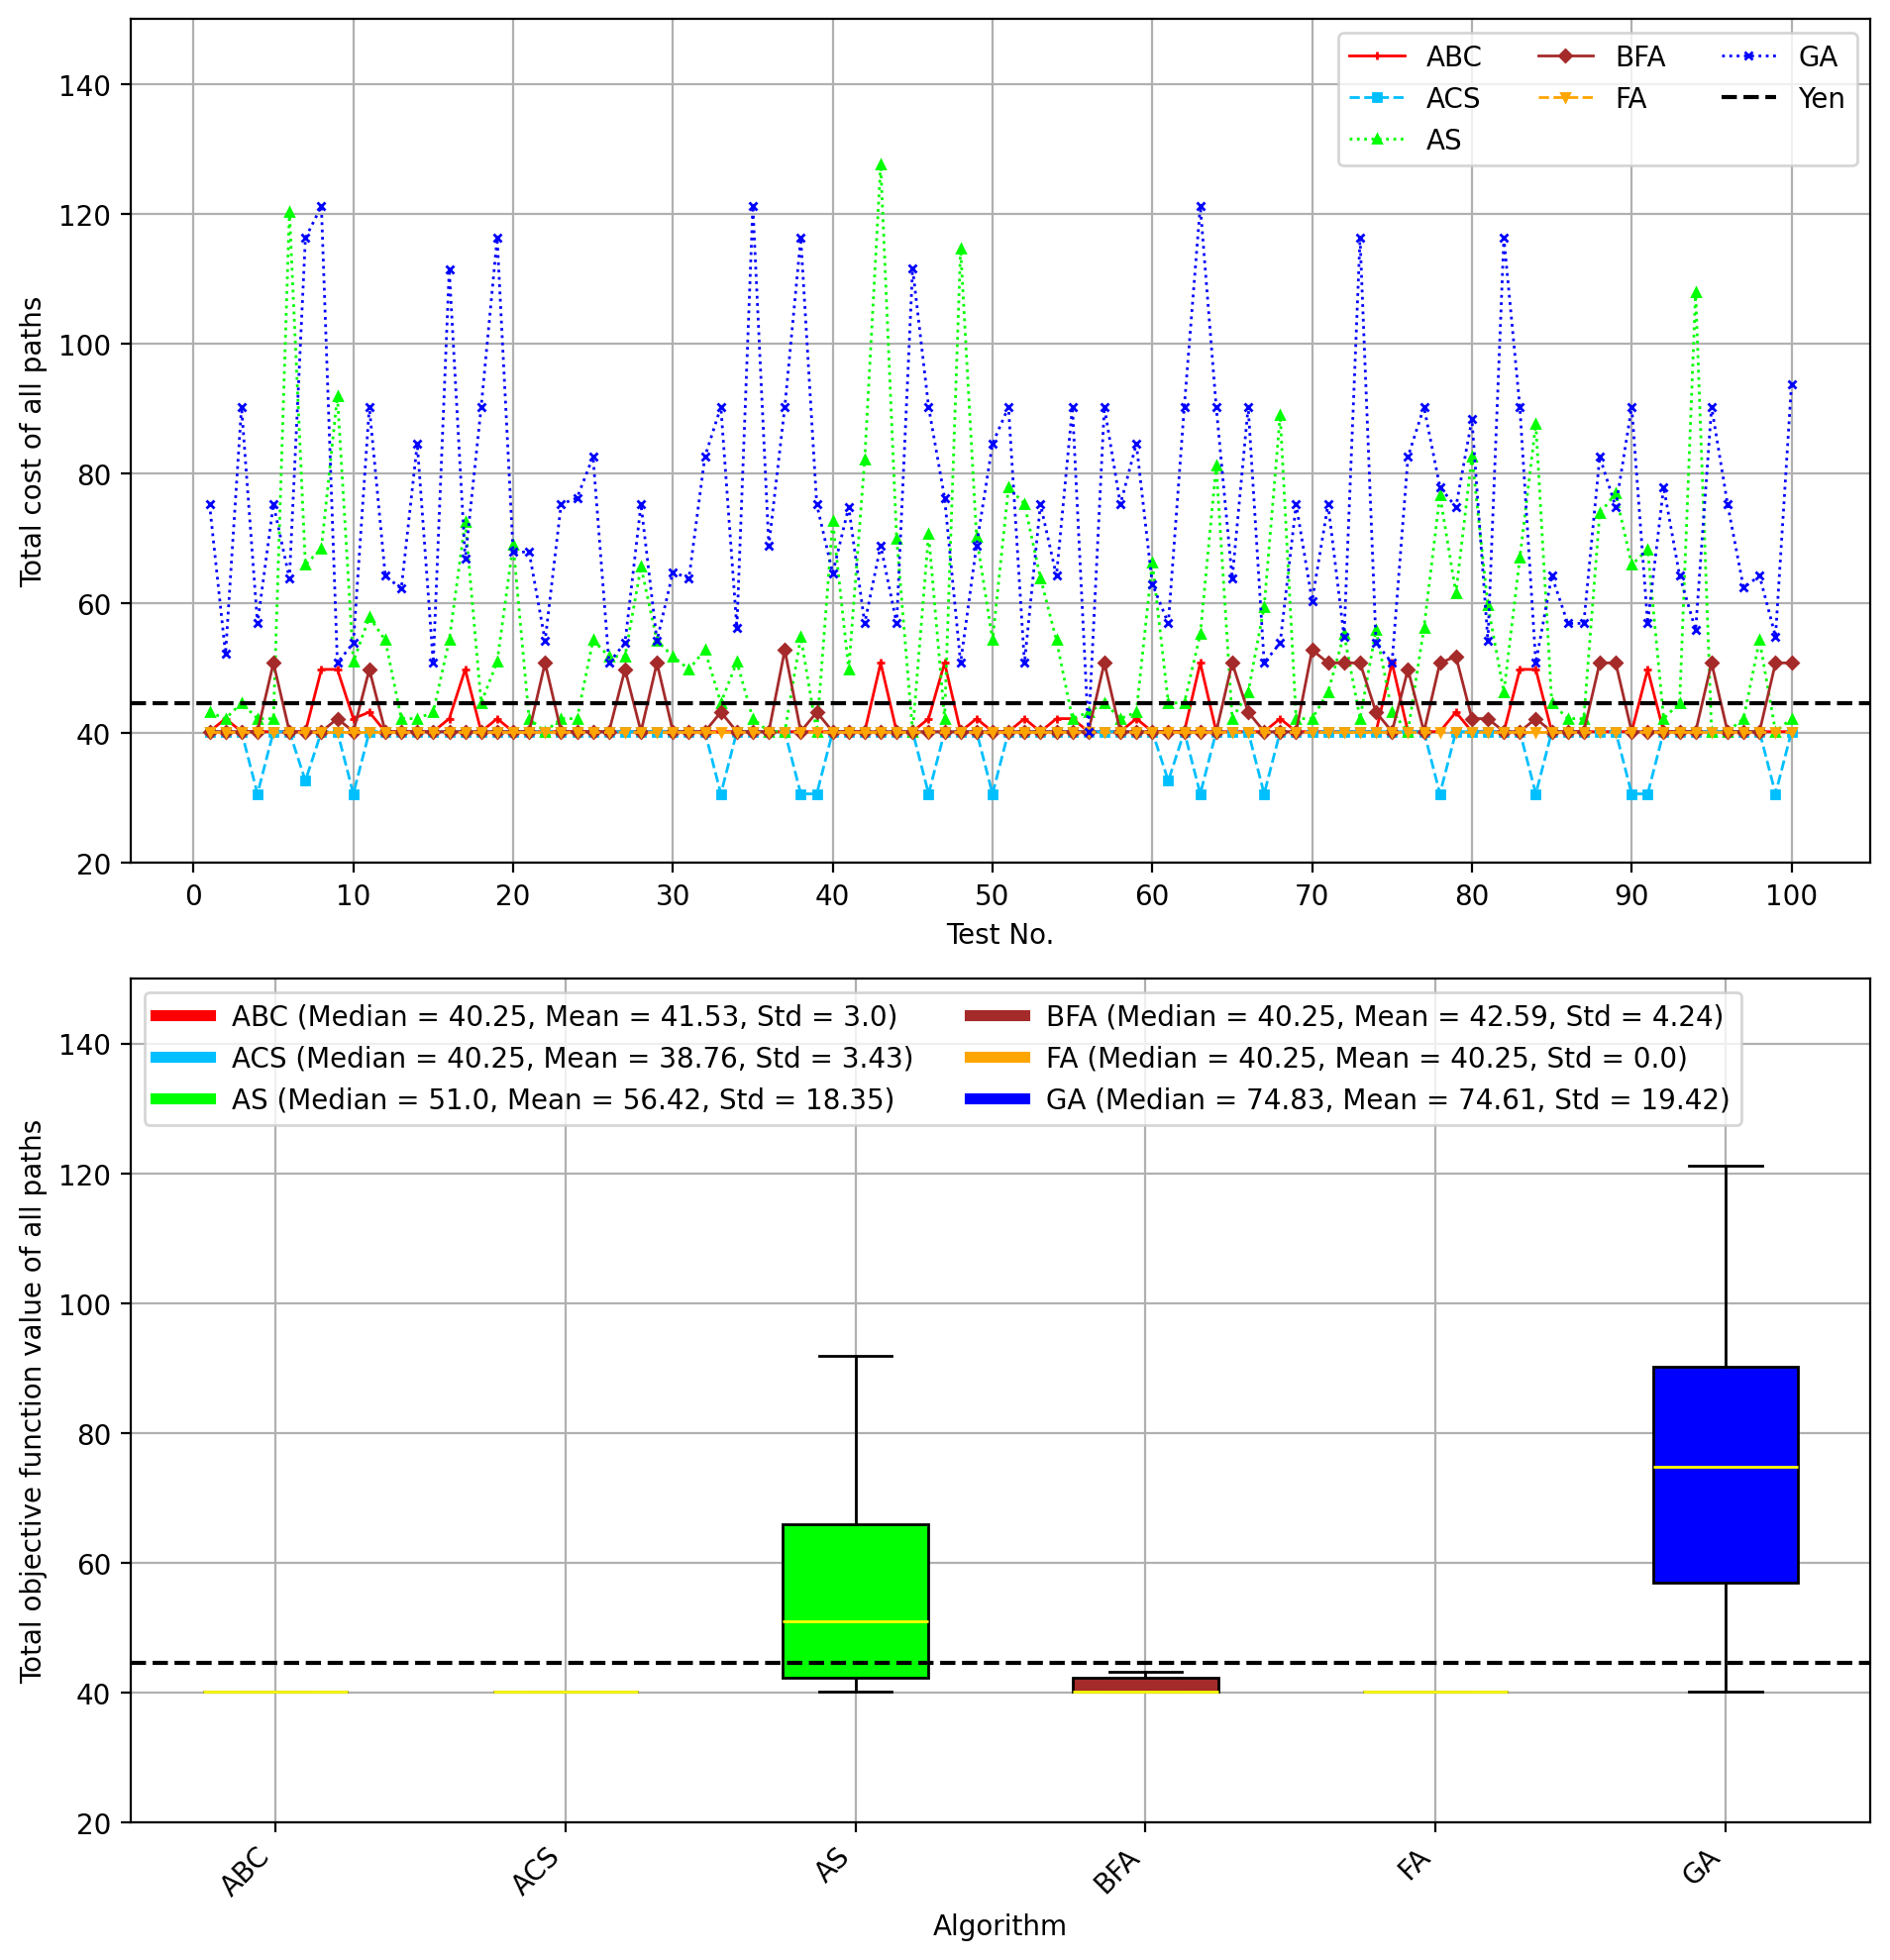 140
120
100
80
60
40
20
Total cost of all paths
ABC
ACS
AS
BFA
FA
GA
Yen
0 10 20 30 40 50 60 70 80 90 100
Test No.
140
120
100
80
60
40
20
Total objective function value of all paths
ABC (Median = 40.25, Mean = 41.53, Std = 3.0)
ACS (Median = 40.25, Mean = 38.76, Std = 3.43)
AS (Median = 51.0, Mean = 56.42, Std = 18.35)
BFA (Median = 40.25, Mean = 42.59, Std = 4.24)
FA (Median = 40.25, Mean = 40.25, Std = 0.0)
GA (Median = 74.83, Mean = 74.61, Std = 19.42)
ABC ACS AS BFA FA GA
Algorithm